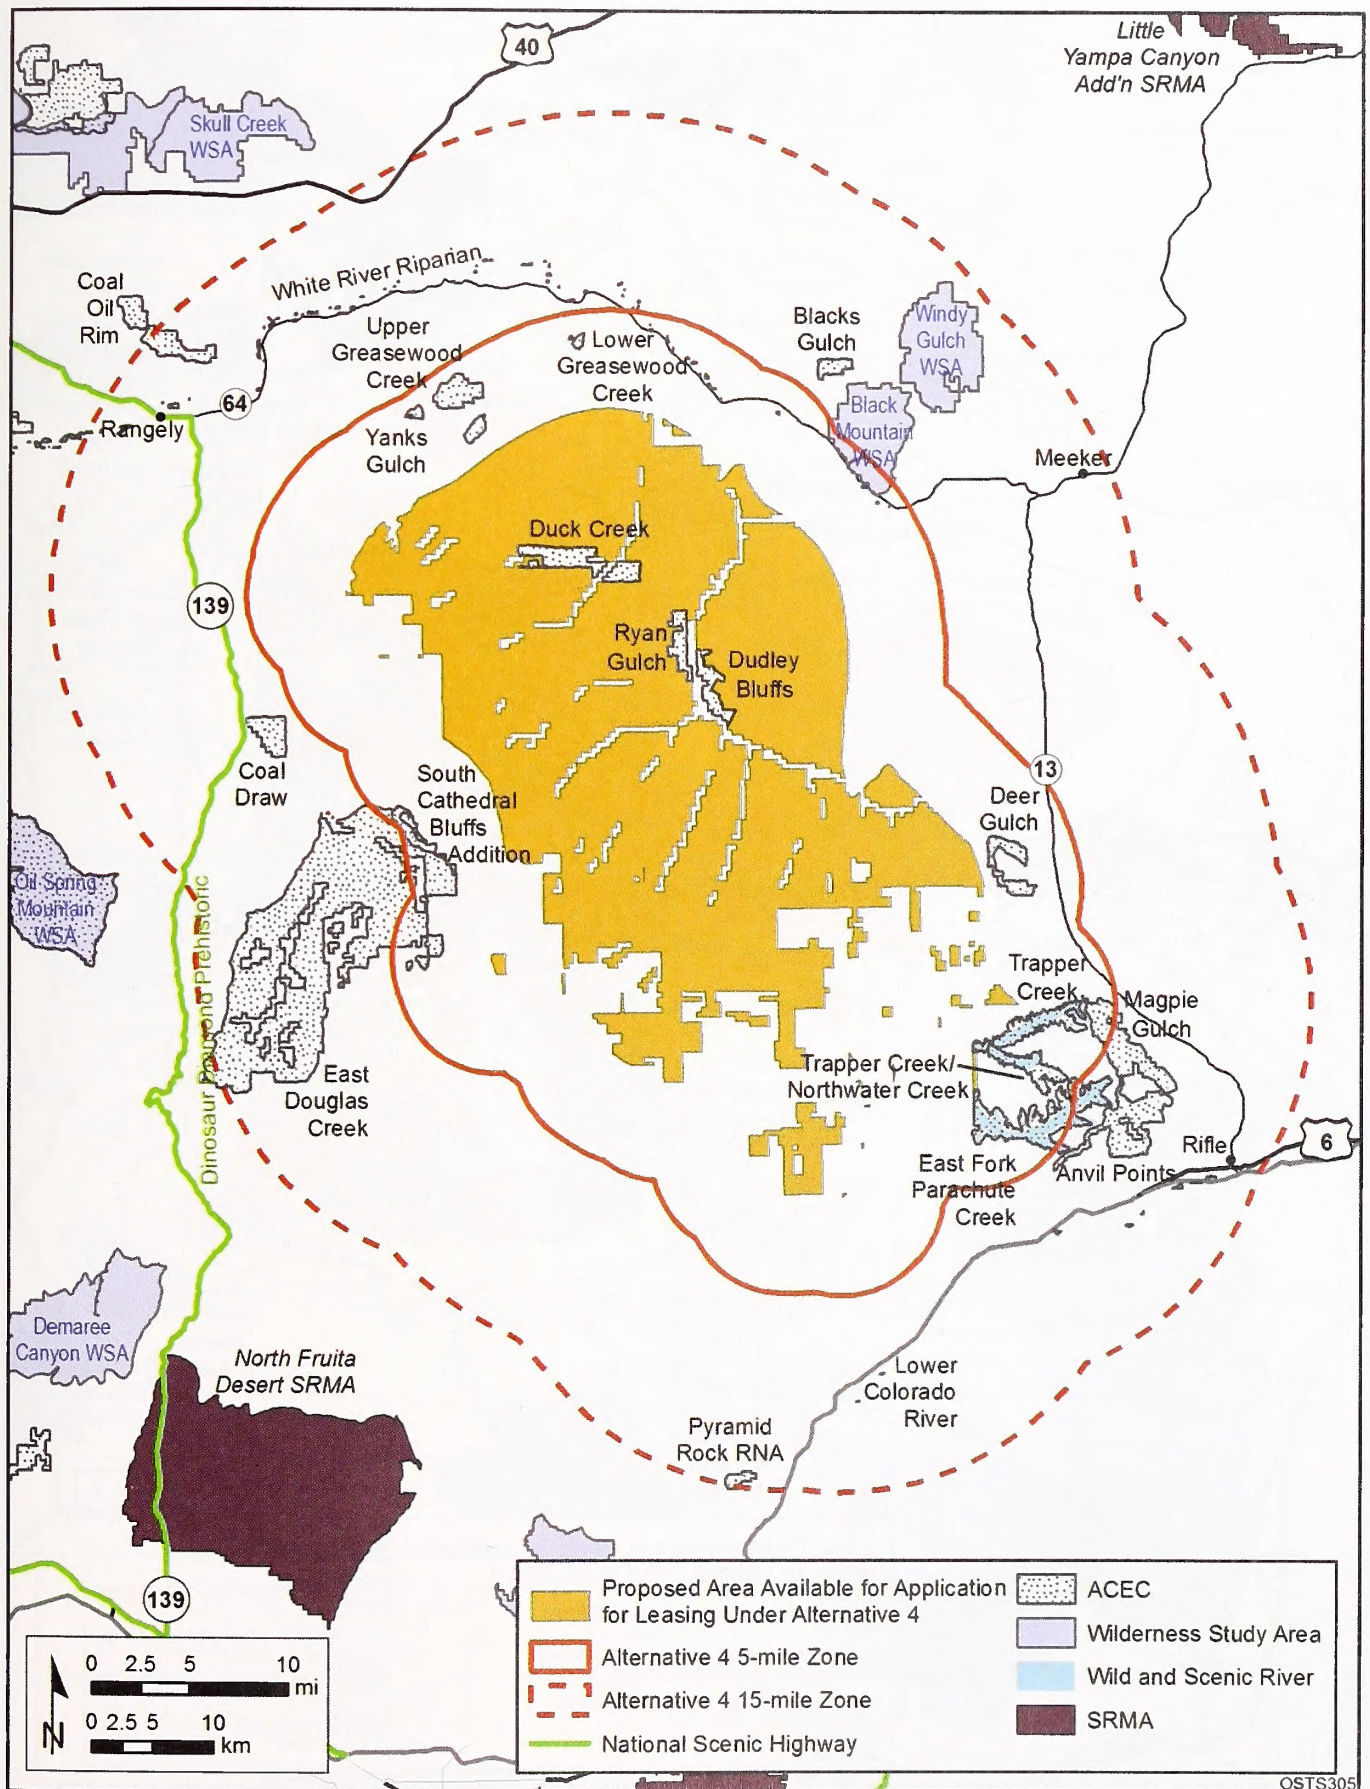 Little
Yampa Canyon
Add'n SRMA
40
Skull Creek
WSA
White River Riparian
Coal
Oil
Rim
Upper
Greasewood
Creek
Lower
Greasewood
Creek
Blacks
Gulch
Windy
Gulch
WSA
Black
Mountain
WSA
64
Rangely
Yanks
Gulch
Meeker
Duck Creek
139
Ryan
Gulch
Dudley
Bluffs
Coal
Draw
South
Cathedral
Bluffs
Addition
13
Deer
Gulch
Oil Spring
Mountain
WSA
Dinosaur Diamond Prehistoric
Trapper
Creek
Magpie
Gulch
Trapper Creek/
Northwater Creek
East
Douglas
Creek
East Fork
Parachute
Creek
Anvil Points
Rifle
6
Demaree
Canyon WSA
North Fruita
Desert SRMA
Lower
Colorado
River
Pyramid
Rock RNA
139
0 2.5 5 10
mi
0 2.5 5 10
km
N
Proposed Area Available for Application
for Leasing Under Alternative 4
Alternative 4 5-mile Zone
Alternative 4 15-mile Zone
National Scenic Highway
ACEC
Wilderness Study Area
Wild and Scenic River
SRMA
OSTS305